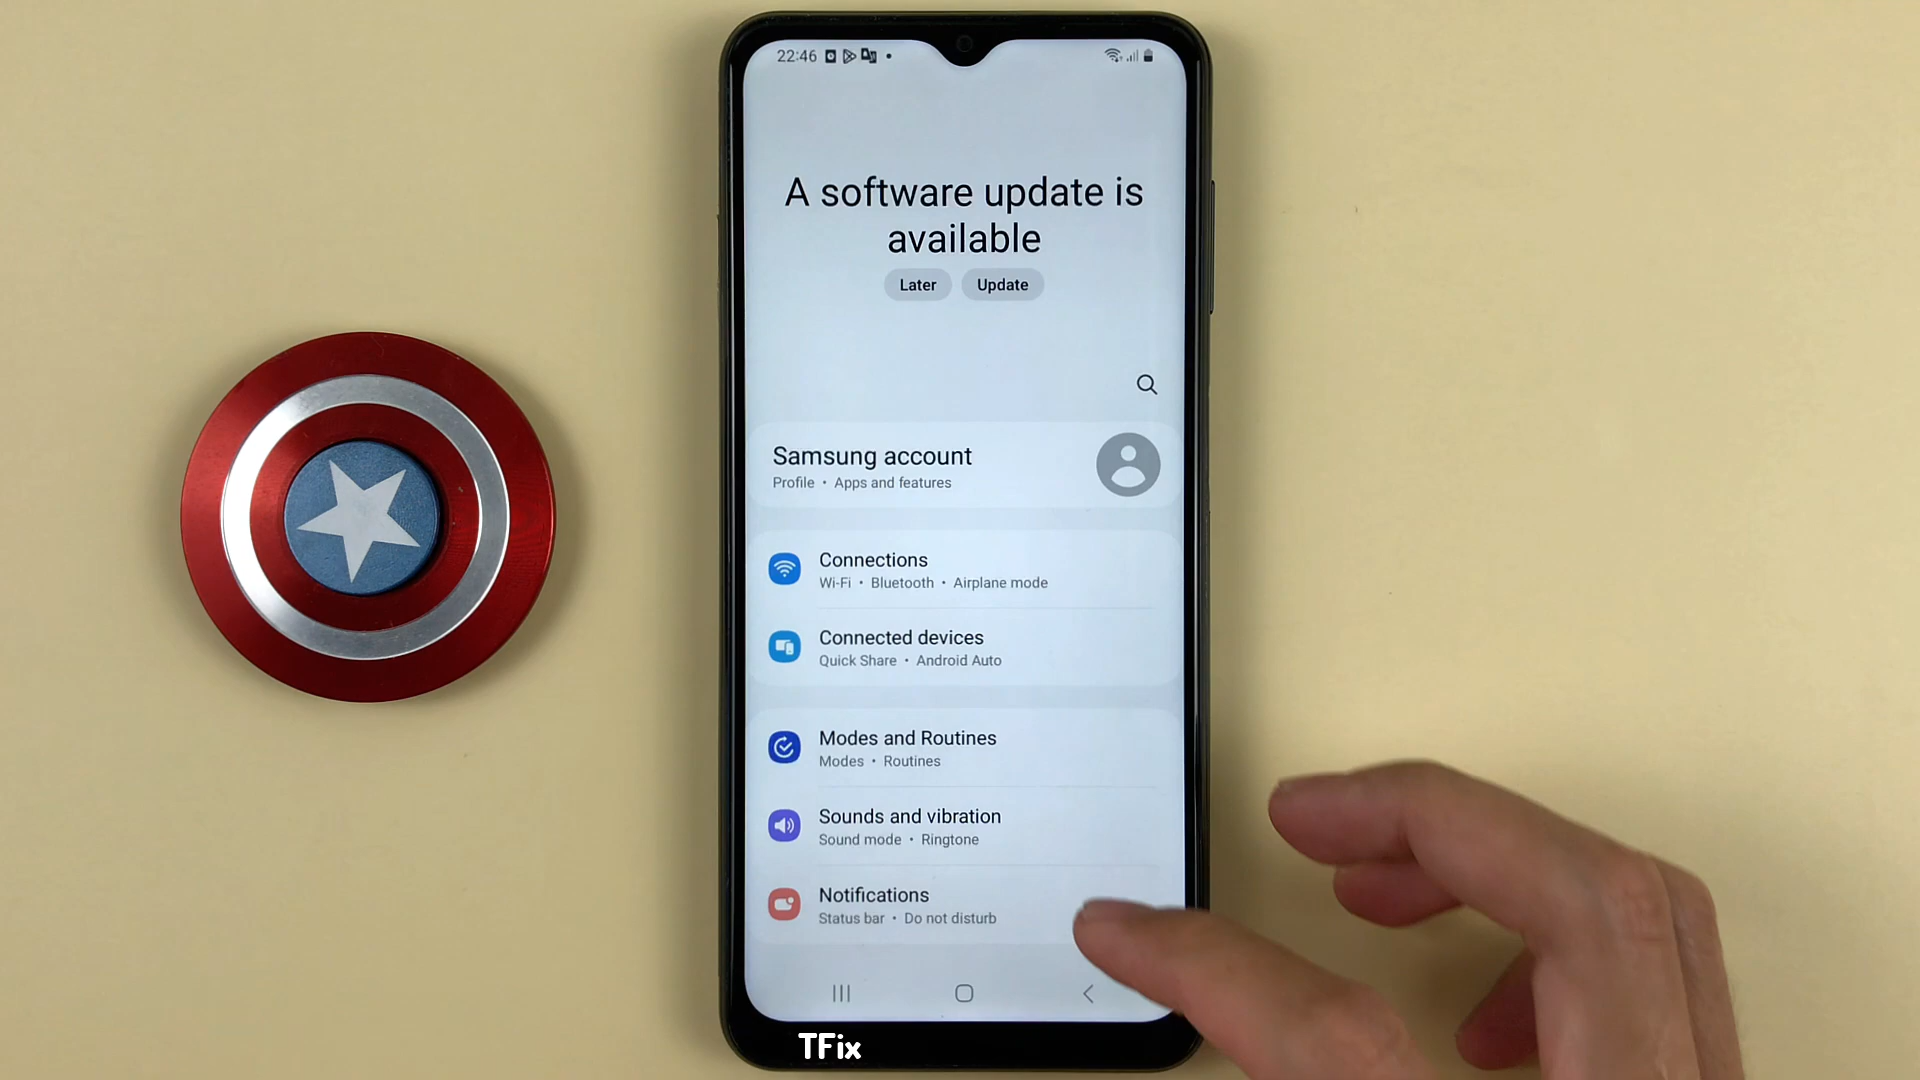 22:46
A software update is
available
Later
Update
Samsung account
Profile • Apps and features
Connections
Wi-Fi • Bluetooth • Airplane mode
Connected devices
Quick Share • Android Auto
Modes and Routines
Modes • Routines
Sounds and vibration
Sound mode • Ringtone
Notifications
Status bar • Do not disturb
TFix